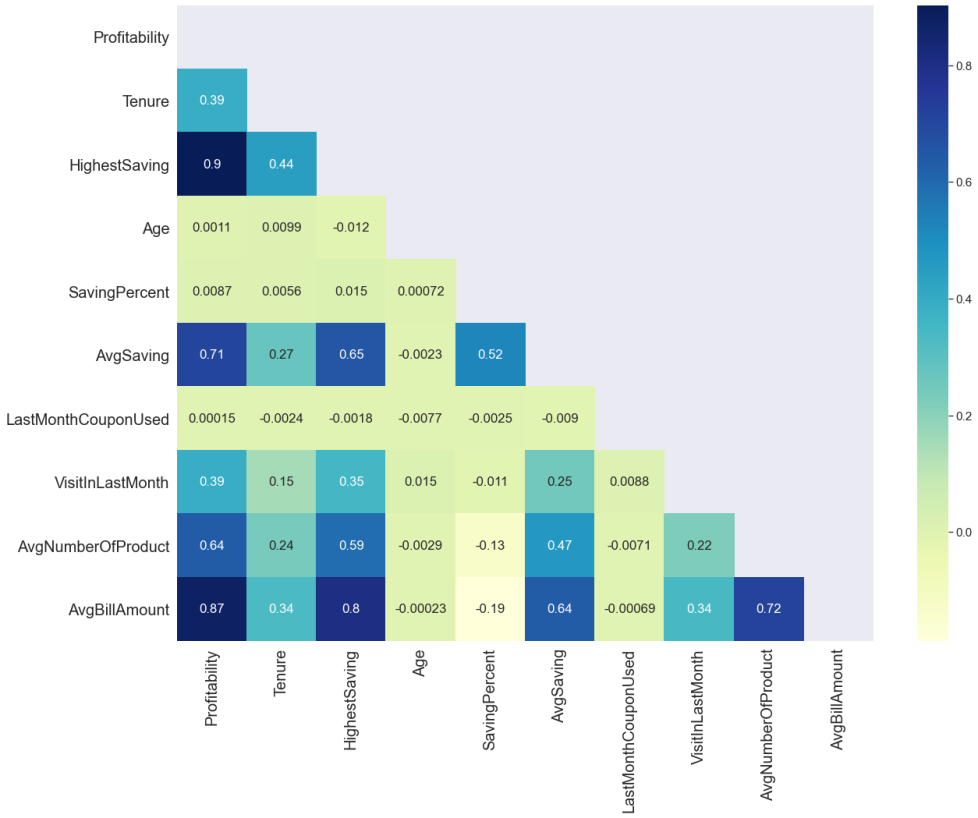 Profitability
Tenure 0.39
HighestSaving 0.9 0.44
Age 0.0011 0.0099 -0.012
SavingPercent 0.0087 0.0056 0.015 0.00072
AvgSaving 0.71 0.27 0.65 -0.0023 0.52
LastMonthCouponUsed 0.00015 -0.0024 -0.0018 -0.0077 -0.0025 -0.009
VisitInLastMonth 0.39 0.15 0.35 0.015 -0.011 0.25 0.0088
AvgNumberOfProduct 0.64 0.24 0.59 -0.0029 -0.13 0.47 -0.0071 0.22
AvgBillAmount 0.87 0.34 0.8 -0.00023 -0.19 0.64 -0.00069 0.34 0.72
Profitability
Tenure
HighestSaving
Age
SavingPercent
AvgSaving
LastMonthCouponUsed
VisitInLastMonth
AvgNumberOfProduct
AvgBillAmount
0.8
0.6
0.4
0.2
0.0